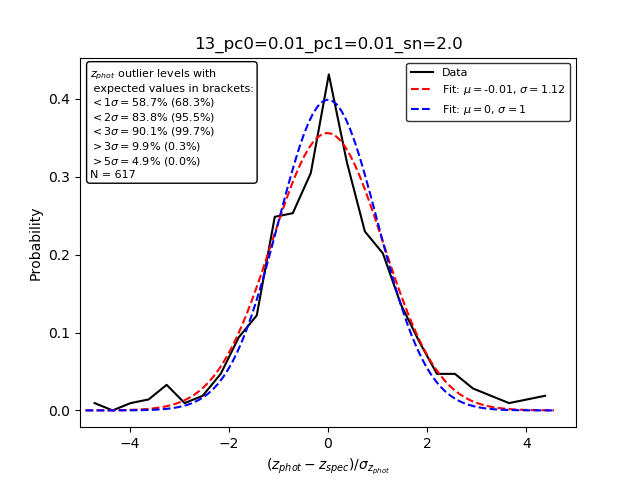 13_pc0=0.01_pc1=0.01_sn=2.0
z_phot outlier levels with
expected values in brackets:
<1σ=58.7% (68.3%)
<2σ=83.8% (95.5%)
<3σ=90.1% (99.7%)
>3σ=9.9% (0.3%)
>5σ=4.9% (0.0%)
N = 617
Data
Fit: μ=-0.01, σ=1.12
Fit: μ=0, σ=1
Probability
0.4
0.3
0.2
0.1
0.0
−4 −2 0 2 4
(z_phot − z_spec)/σ_z_phot